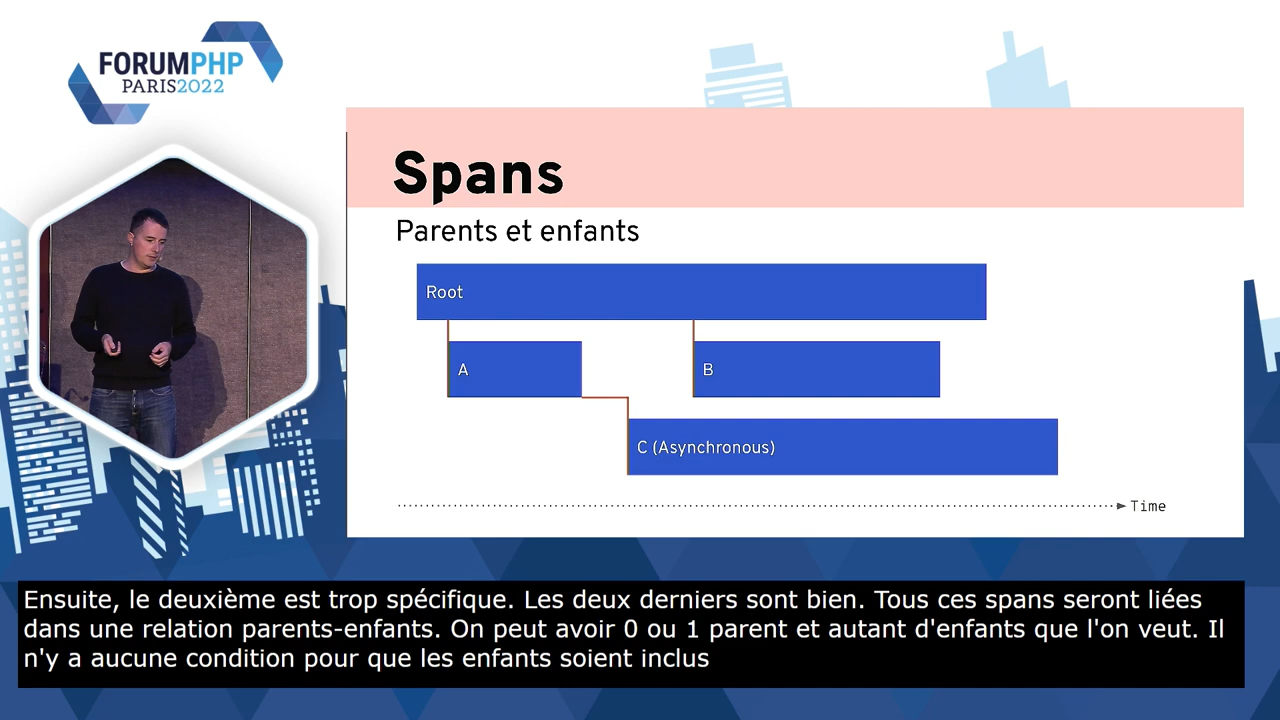 FORUMPHP
PARIS2022
Spans
Parents et enfants
Root
A
B
C (Asynchronous)
Time
Ensuite, le deuxième est trop spécifique. Les deux derniers sont bien. Tous ces spans seront liées
dans une relation parents-enfants. On peut avoir 0 ou 1 parent et autant d'enfants que l'on veut. Il
n'y a aucune condition pour que les enfants soient inclus